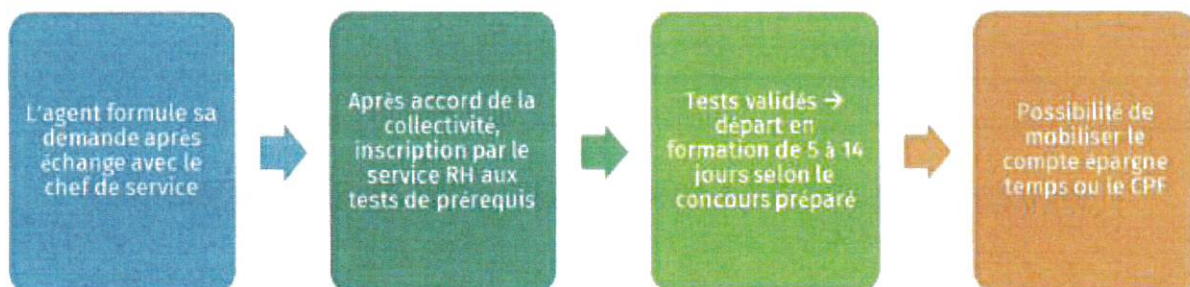 L'agent formule sa
demande après
échange avec le
chef de service
Après accord de la
collectivité,
inscription par le
service RH aux
tests de prérequis
Tests validés →
départ en
formation de 5 à 14
jours selon le
concours préparé
Possibilité de
mobiliser le
compte épargne
temps ou le CPF